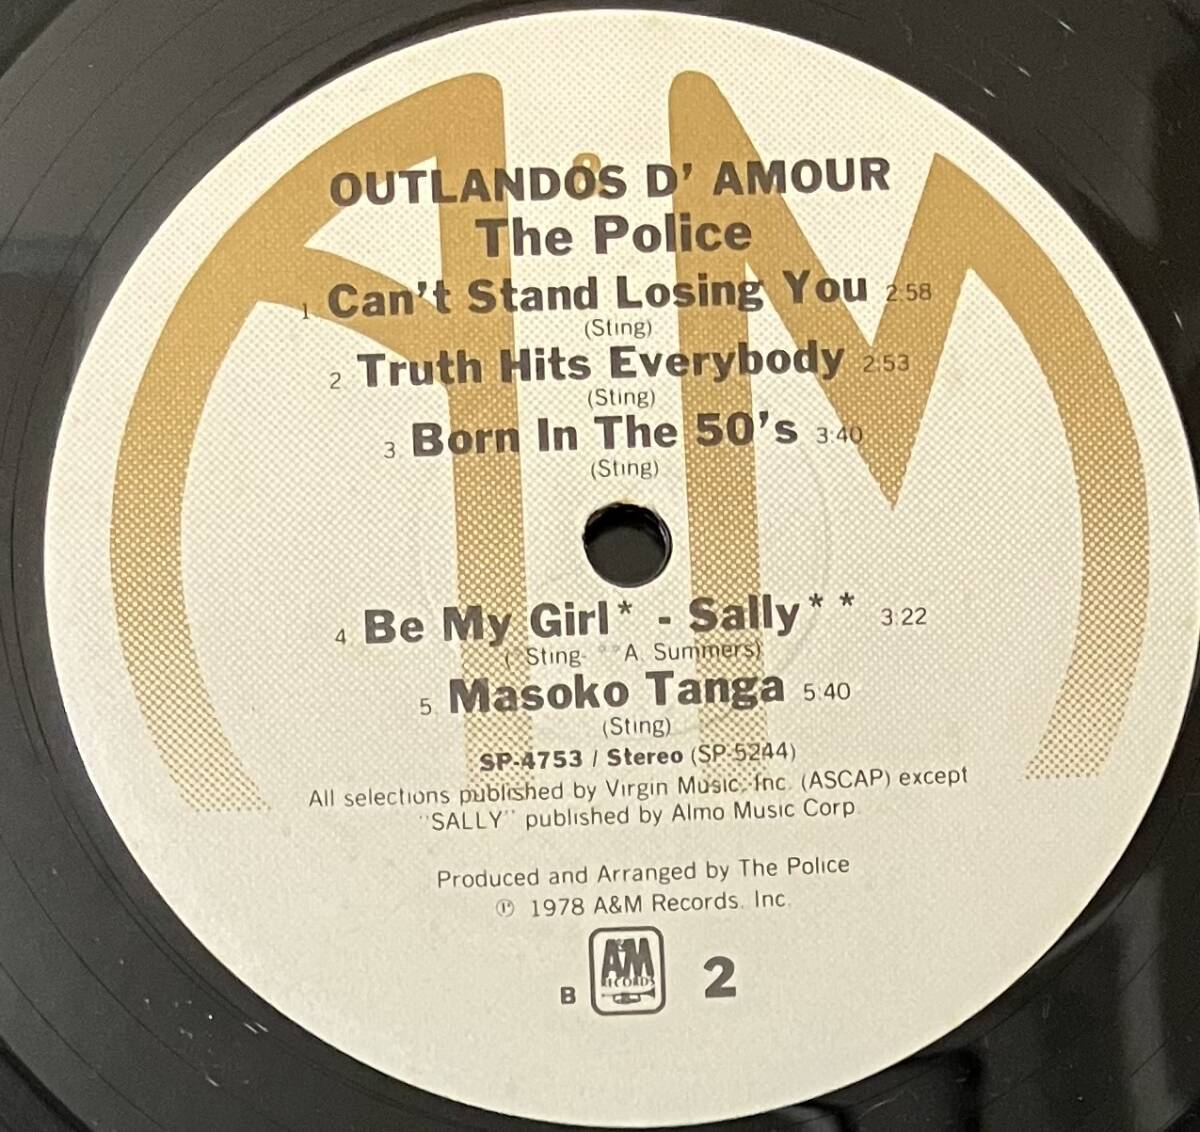 OUTLANDOS D' AMOUR
The Police
1. Can't Stand Losing You 2:58
(Sting)
2 Truth Hits Everybody 2:53
(Sting)
3 Born In The 50's 3:40
(Sting)
4. Be My Girl* - Sally** 3:22
(*Sting- **A. Summers)
5. Masoko Tanga 5:40
(Sting)
SP-4753 / Stereo (SP-5244)
All selections published by Virgin Music, Inc. (ASCAP) except
"SALLY" published by Almo Music Corp.
Produced and Arranged by The Police
℗ 1978 A&M Records, Inc.
B A&M RECORDS 2